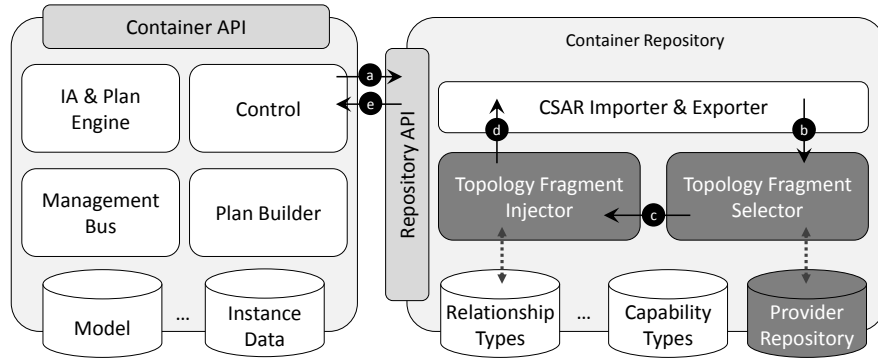 Container API
IA & Plan
Engine
Control
Management
Bus
Plan Builder
Model
...
Instance
Data
a
e
Repository API
Container Repository
CSAR Importer & Exporter
d
b
Topology Fragment
Injector
c
Topology Fragment
Selector
Relationship
Types
...
Capability
Types
Provider
Repository